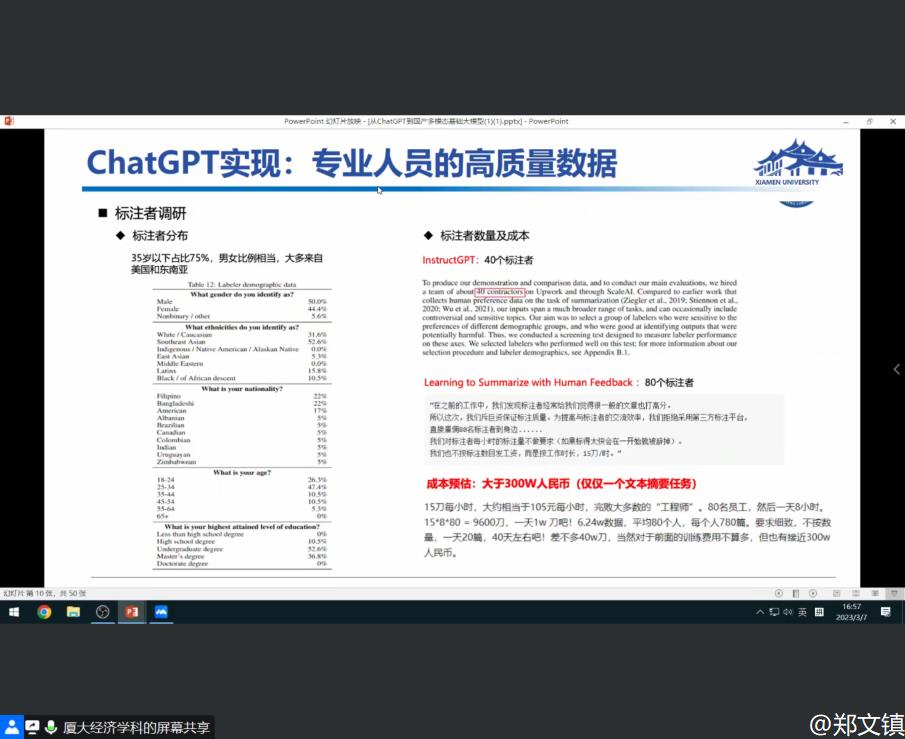 PowerPoint 幻灯片放映 - [从ChatGPT到国产多模态基础大模型(1)(1).pptx] - PowerPoint
ChatGPT实现：专业人员的高质量数据
XIAMEN UNIVERSITY
■ 标注者调研
◆ 标注者分布
35岁以下占比75%，男女比例相当，大多来自
美国和东南亚
Table 12: Labeler demographic data
What gender do you identify as?
Male 50.0%
Female 44.4%
Nonbinary / other 5.6%
What ethnicities do you identify as?
White / Caucasian 31.6%
Southeast Asian 52.6%
Indigenous / Native American / Alaskan Native 0.0%
East Asian 5.3%
Middle Eastern 0.0%
Latinx 15.8%
Black / of African descent 10.5%
What is your nationality?
Filipino 22%
Bangladeshi 22%
American 17%
Albanian 5%
Brazilian 5%
Canadian 5%
Colombian 5%
Indian 5%
Uruguayan 5%
Zimbabwean 5%
What is your age?
18-24 26.3%
25-34 47.4%
35-44 10.5%
45-54 10.5%
55-64 5.3%
65+ 0%
What is your highest attained level of education?
Less than high school degree 0%
High school degree 10.5%
Undergraduate degree 52.6%
Master's degree 36.8%
Doctorate degree 0%
◆ 标注者数量及成本
InstructGPT：40个标注者
To produce our demonstration and comparison data, and to conduct our main evaluations, we hired
a team of about 40 contractors on Upwork and through ScaleAI. Compared to earlier work that
collects human preference data on the task of summarization (Ziegler et al., 2019; Stiennon et al.,
2020; Wu et al., 2021), our inputs span a much broader range of tasks, and can occasionally include
controversial and sensitive topics. Our aim was to select a group of labelers who were sensitive to the
preferences of different demographic groups, and who were good at identifying outputs that were
potentially harmful. Thus, we conducted a screening test designed to measure labeler performance
on these axes. We selected labelers who performed well on this test; for more information about our
selection procedure and labeler demographics, see Appendix B.1.
Learning to Summarize with Human Feedback：80个标注者
“在之前的工作中，我们发现标注者经常给我们觉得很一般的文章也打高分。
所以这次，我们斥巨资保证标注质量。为提高与标注者的交流效率，我们拒绝采用第三方标注平台，
直接雇佣80名标注者到身边......
我们对标注者每小时的标注量不做要求（如果标得太快会在一开始就被辞掉）。
我们也不按标注数目发工资，而是按工作时长，15刀/时。”
成本预估：大于300W人民币（仅仅一个文本摘要任务）
15刀每小时，大约相当于105元每小时，完败大多数的“工程师”。80名员工，然后一天8小时。
15*8*80 = 9600刀，一天1w 刀吧！6.24w数据，平均80个人，每个人780篇。要求细致，不按数
量，一天20篇，40天左右吧！差不多40w刀，当然对于前面的训练费用不算多，但也有接近300w
人民币。
幻灯片 第 10 张，共 50 张
英
16:57
2023/3/7
厦大经济学科的屏幕共享
@郑文镇